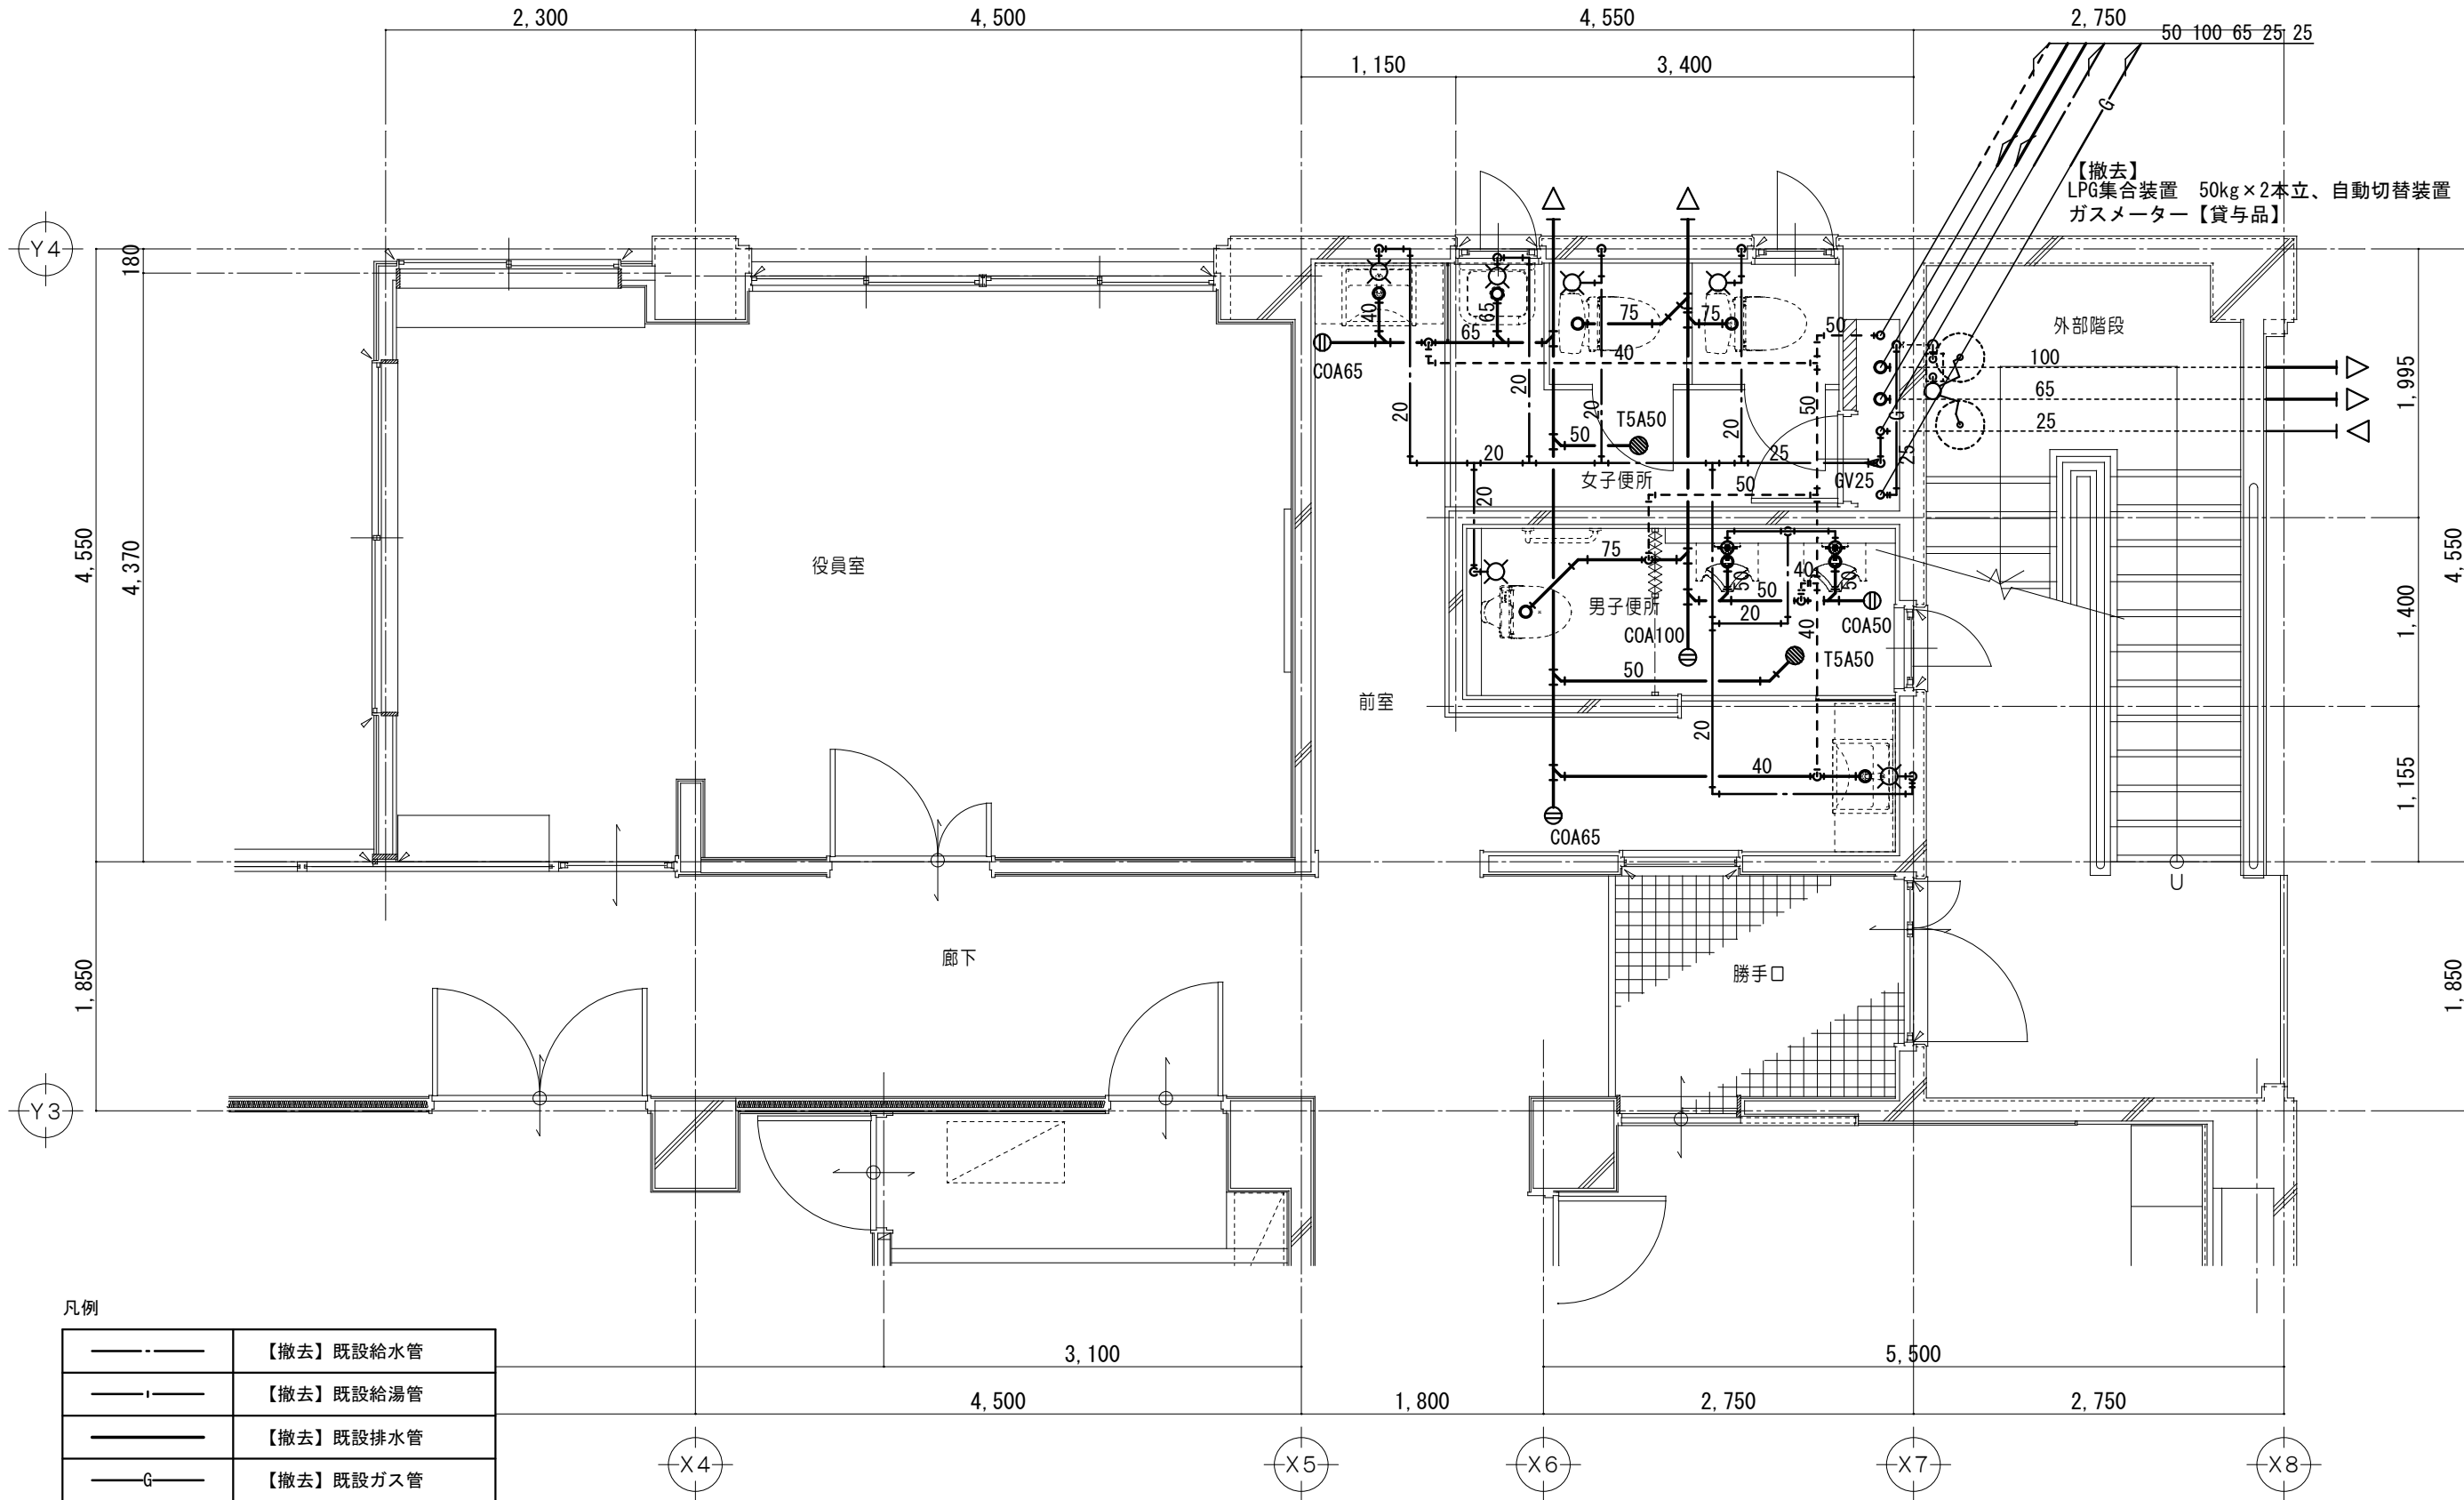 2,300
4,500
4,550
2,750
50 100 65 25 25
1,150
3,400
G
【撤去】
LPG集合装置 50kg×2本立、自動切替装置
ガスメーター【貸与品】
Y4
180
4,550
4,370
1,850
Y3
役員室
前室
廊下
女子便所
男子便所
勝手口
外部階段
40
65
65
75
75
50
40
COA65
20
20
20
20
50
T5A50
50
20
25
GV25
G
25
20
50
100
65
25
75
50
40
50
50
20
40
COA100
COA50
T5A50
50
20
40
COA65
U
1,995
1,400
1,155
4,550
1,850
凡例
【撤去】既設給水管
【撤去】既設給湯管
【撤去】既設排水管
G
【撤去】既設ガス管
3,100
5,500
4,500
1,800
2,750
2,750
X4
X5
X6
X7
X8